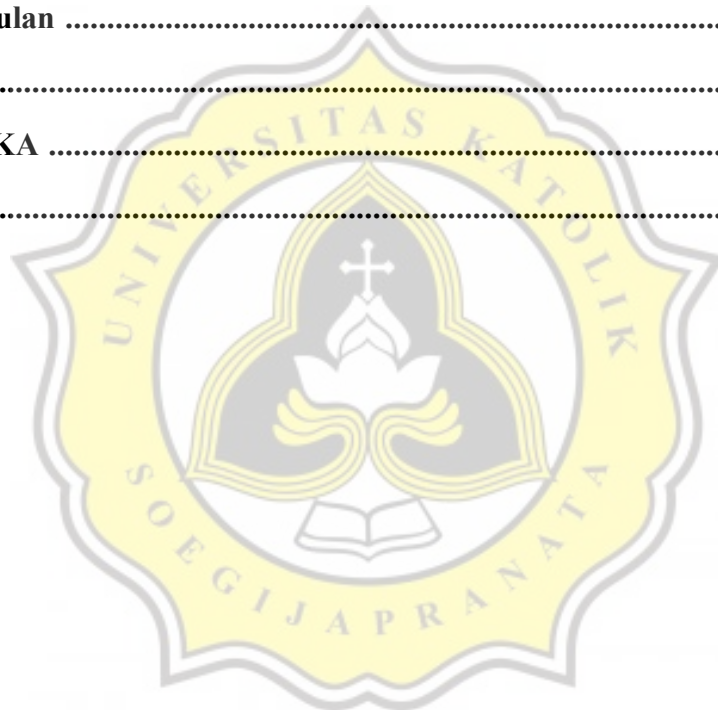 ulan ...............................................................................
...............................................................................
KA ...............................................................................
...............................................................................
UNIVERSITAS KATOLIK
SOEGIJAPRANATA